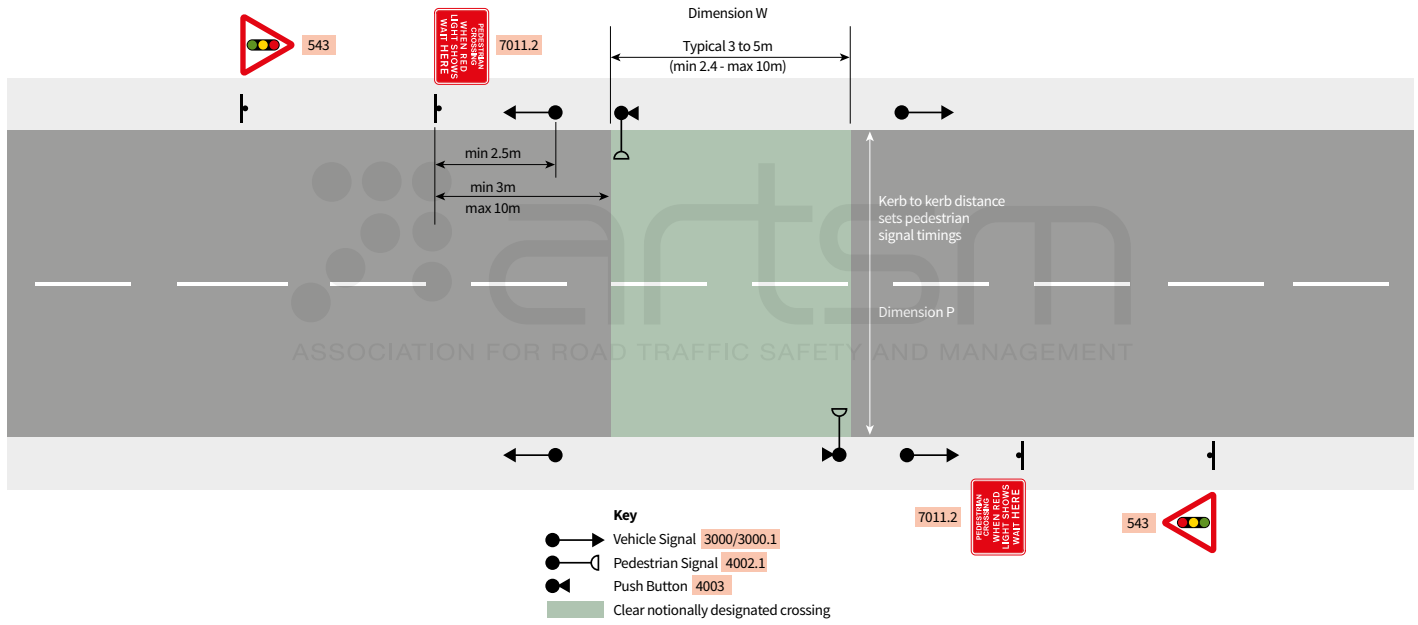 Dimension W
Typical 3 to 5m
(min 2.4 - max 10m)
543
PEDESTRIAN
CROSSING
WHEN RED
LIGHT SHOWS
WAIT HERE
7011.2
min 2.5m
min 3m
max 10m
Kerb to kerb distance
sets pedestrian
signal timings
Dimension P
artsm
ASSOCIATION FOR ROAD TRAFFIC SAFETY AND MANAGEMENT
7011.2
PEDESTRIAN
CROSSING
WHEN RED
LIGHT SHOWS
WAIT HERE
543
Key
Vehicle Signal 3000/3000.1
Pedestrian Signal 4002.1
Push Button 4003
Clear notionally designated crossing